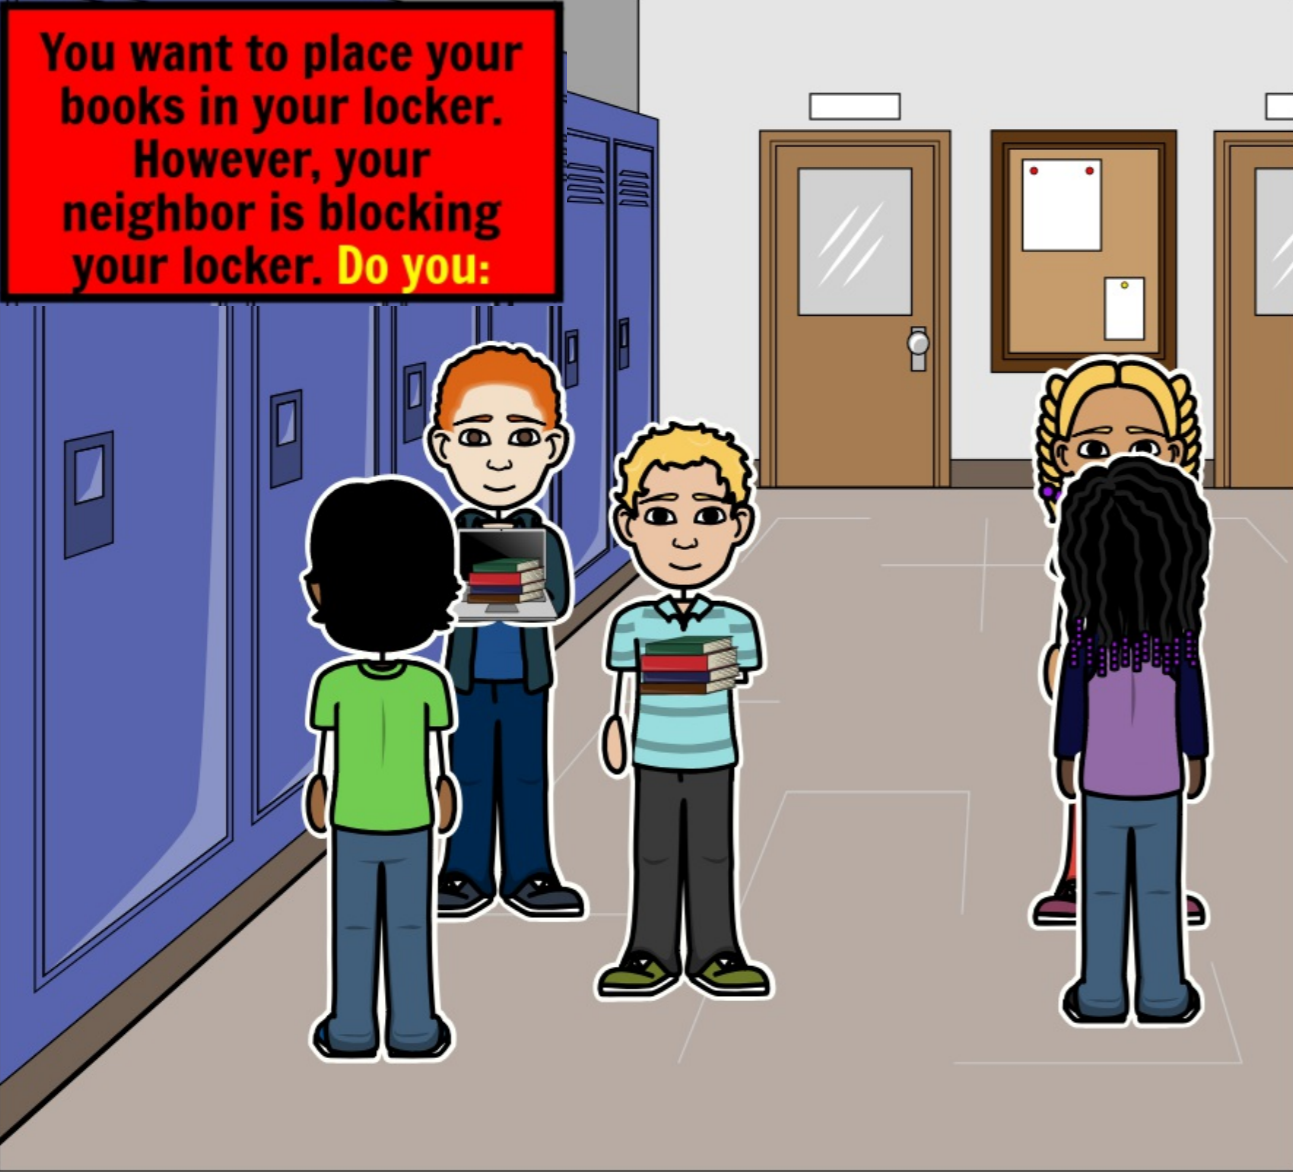 You want to place your
books in your locker.
However, your
neighbor is blocking
your locker. Do you: